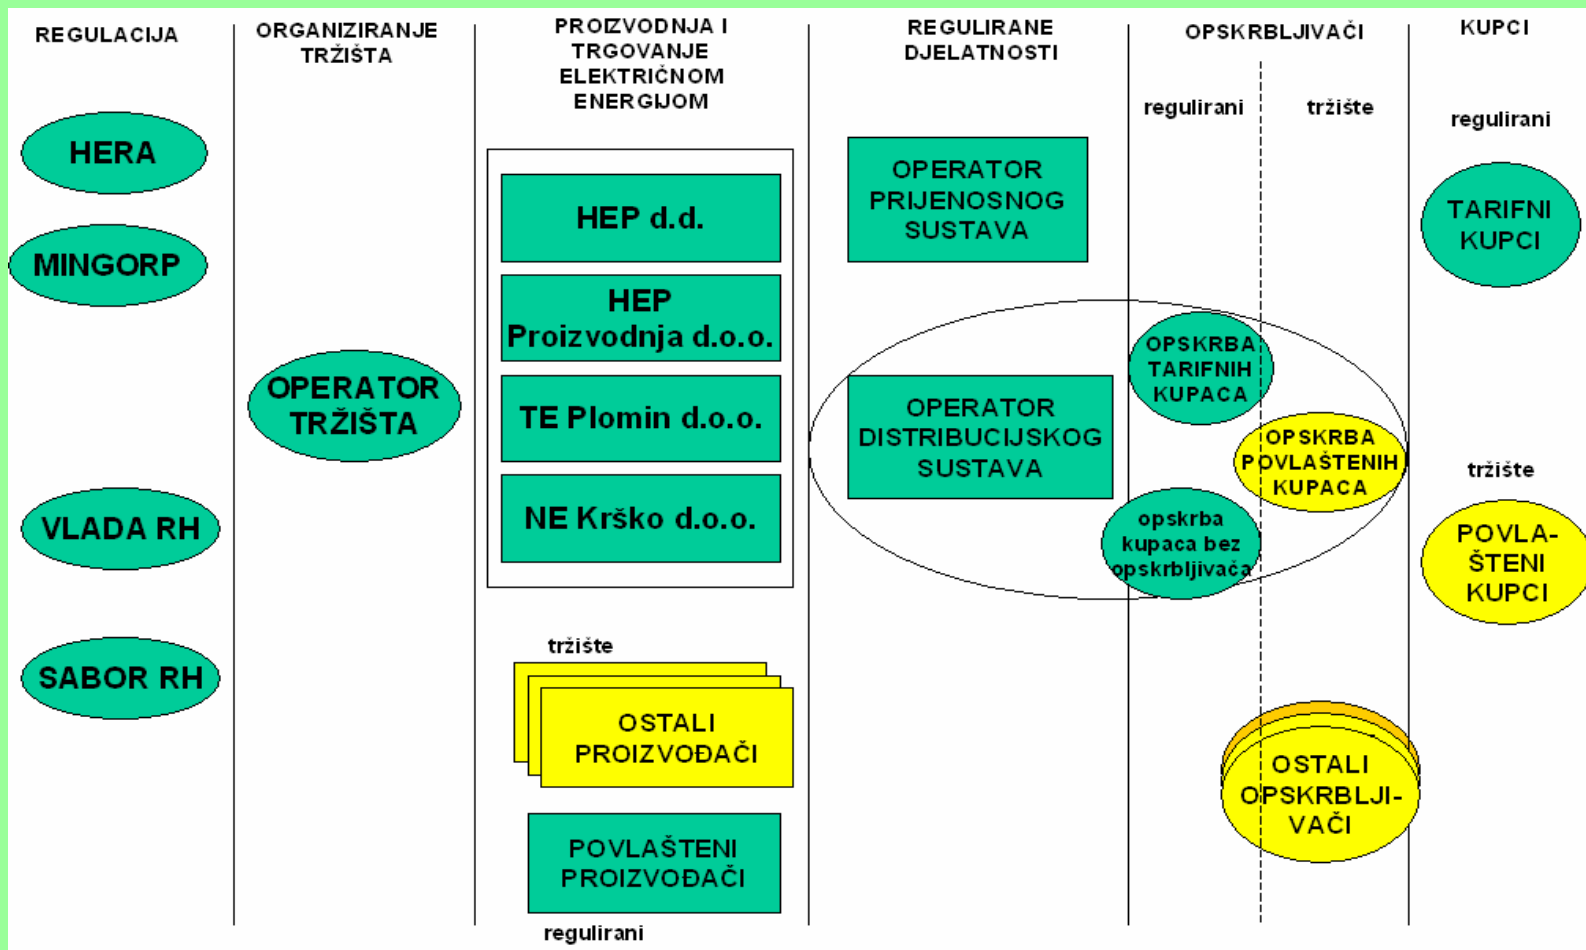 REGULACIJA
HERA
MINGORP
VLADA RH
SABOR RH
ORGANIZIRANJE
TRŽIŠTA
OPERATOR
TRŽIŠTA
PROIZVODNJA I
TRGOVANJE
ELEKTRIČNOM
ENERGIJOM
HEP d.d.
HEP
Proizvodnja d.o.o.
TE Plomin d.o.o.
NE Krško d.o.o.
tržište
OSTALI
PROIZVOĐAČI
POVLAŠTENI
PROIZVOĐAČI
regulirani
REGULIRANE
DJELATNOSTI
OPERATOR
PRIJENOSNOG
SUSTAVA
OPERATOR
DISTRIBUCIJSKOG
SUSTAVA
OPSKRBLJIVAČI
regulirani
tržište
OPSKRBA
TARIFNIH
KUPACA
OPSKRBA
POVLAŠTENIH
KUPACA
opskrba
kupaca bez
opskrbljivača
OSTALI
OPSKRBLJI-
VAČI
KUPCI
regulirani
TARIFNI
KUPCI
tržište
POVLA-
ŠTENI
KUPCI